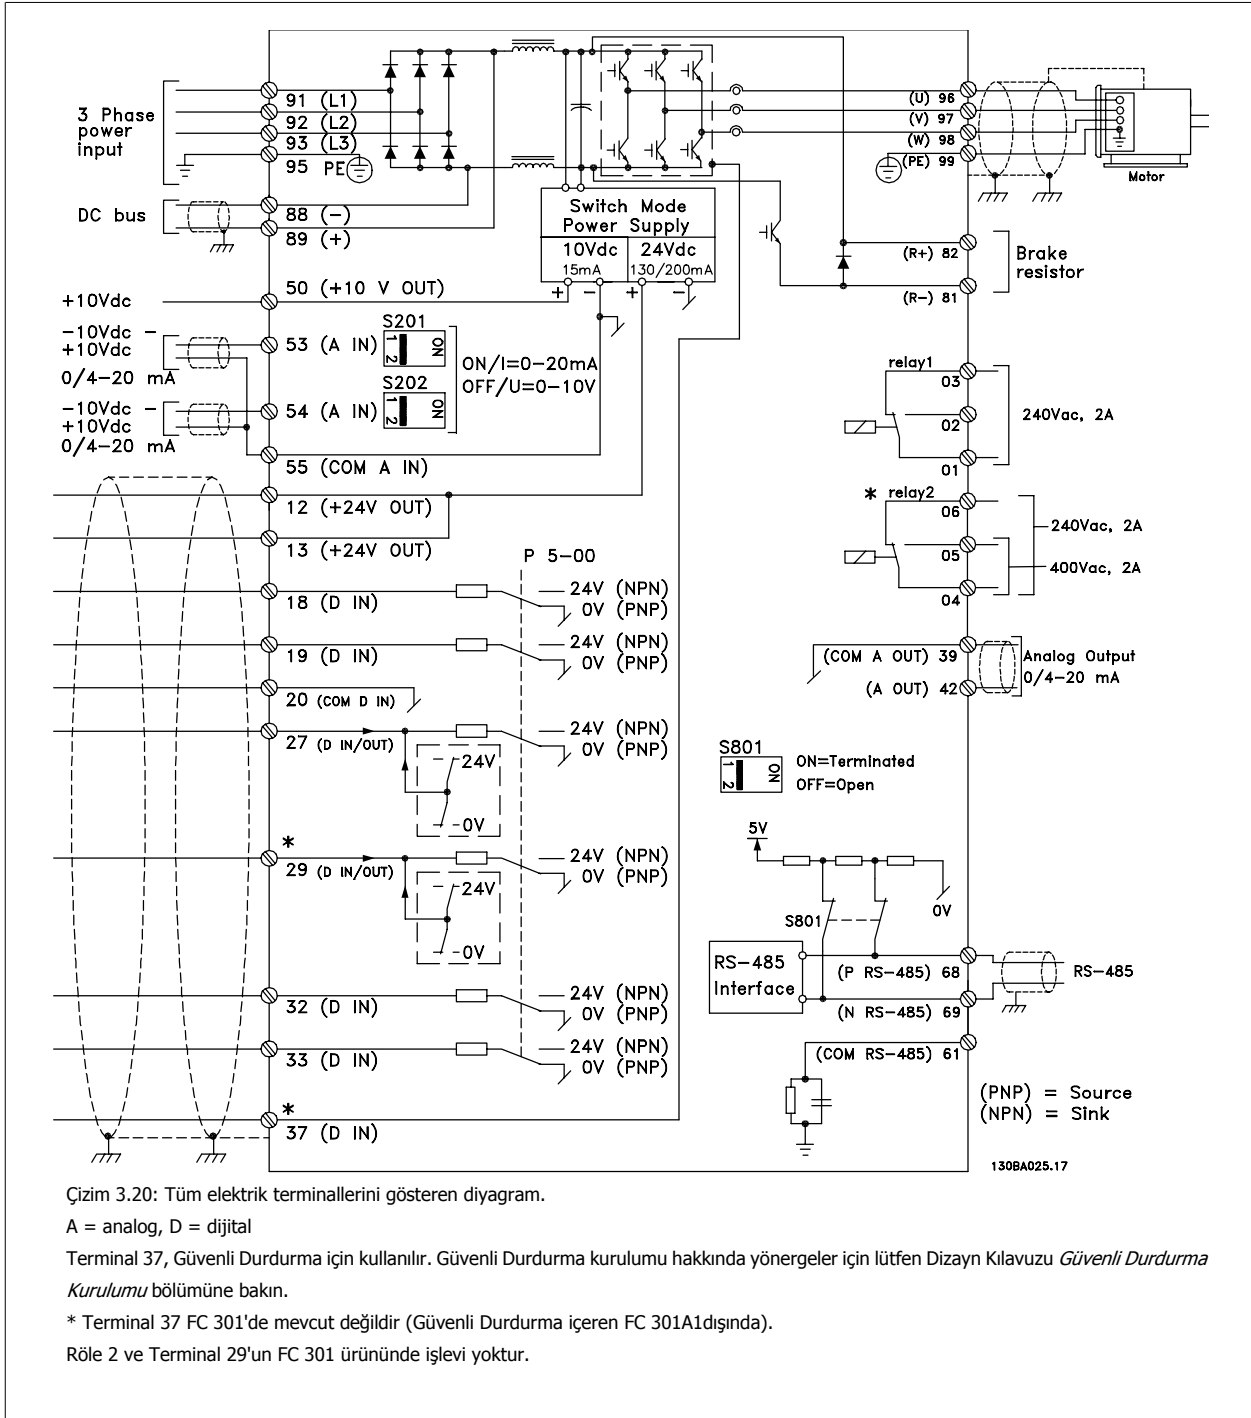 3 Phase
power
input
91 (L1)
92 (L2)
93 (L3)
95 PE
DC bus
88 (−)
89 (+)
+10Vdc
50 (+10 V OUT)
−10Vdc −
+10Vdc
0/4−20 mA
53 (A IN)
S201
1 2
ON
−10Vdc −
+10Vdc
0/4−20 mA
54 (A IN)
S202
1 2
ON
ON/I=0−20mA
OFF/U=0−10V
55 (COM A IN)
12 (+24V OUT)
13 (+24V OUT)
Switch Mode
Power Supply
10Vdc
15mA
24Vdc
130/200mA
+ − + −
P 5−00
18 (D IN)
24V (NPN)
0V (PNP)
19 (D IN)
24V (NPN)
0V (PNP)
20 (COM D IN)
27 (D IN/OUT)
24V (NPN)
0V (PNP)
24V
0V
*
29 (D IN/OUT)
24V (NPN)
0V (PNP)
24V
0V
32 (D IN)
24V (NPN)
0V (PNP)
33 (D IN)
24V (NPN)
0V (PNP)
*
37 (D IN)
(U) 96
(V) 97
(W) 98
(PE) 99
Motor
(R+) 82
(R−) 81
Brake
resistor
relay1
03
02
01
240Vac, 2A
* relay2
06
05
04
240Vac, 2A
400Vac, 2A
(COM A OUT) 39
(A OUT) 42
Analog Output
0/4−20 mA
S801
1 2
ON
ON=Terminated
OFF=Open
5V
S801
0V
RS−485
Interface
(P RS−485) 68
(N RS−485) 69
RS−485
(COM RS−485) 61
(PNP) = Source
(NPN) = Sink
130BA025.17
Çizim 3.20: Tüm elektrik terminallerini gösteren diyagram.
A = analog, D = dijital
Terminal 37, Güvenli Durdurma için kullanılır. Güvenli Durdurma kurulumu hakkında yönergeler için lütfen Dizayn Kılavuzu Güvenli Durdurma
Kurulumu bölümüne bakın.
* Terminal 37 FC 301'de mevcut değildir (Güvenli Durdurma içeren FC 301A1dışında).
Röle 2 ve Terminal 29'un FC 301 ürününde işlevi yoktur.